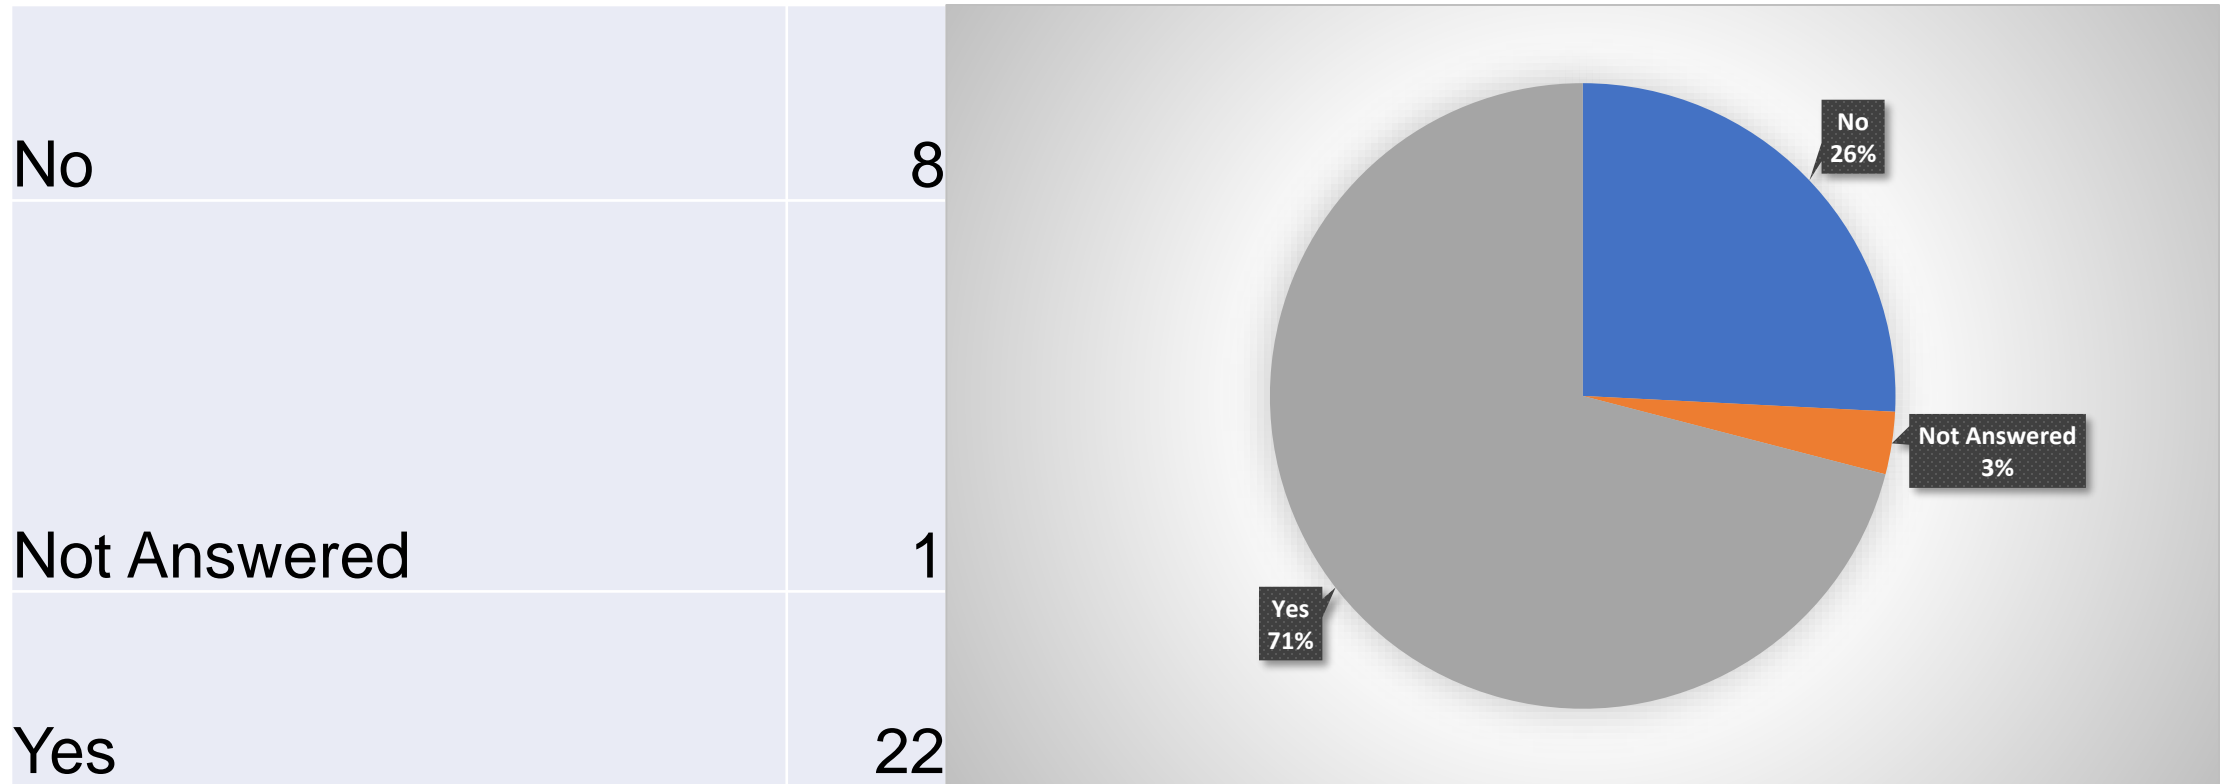 No 8
Not Answered 1
Yes 22
No
26%
Not Answered
3%
Yes
71%